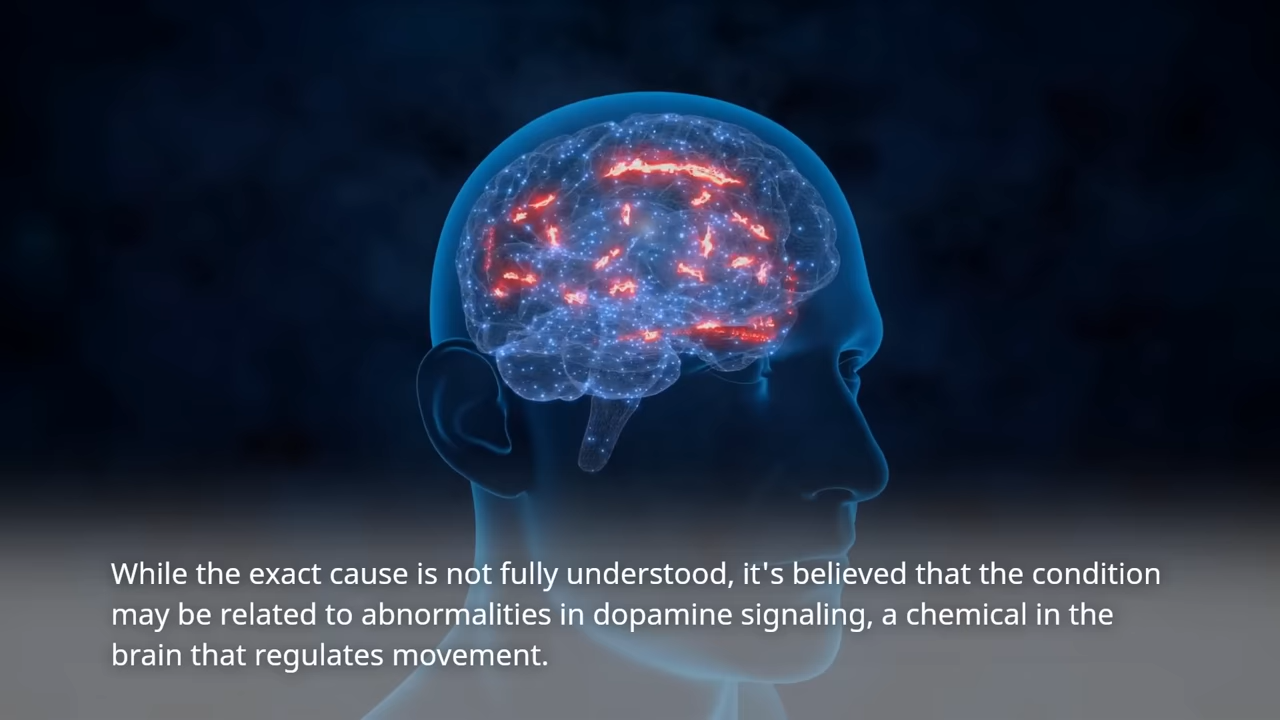 While the exact cause is not fully understood, it's believed that the condition
may be related to abnormalities in dopamine signaling, a chemical in the
brain that regulates movement.